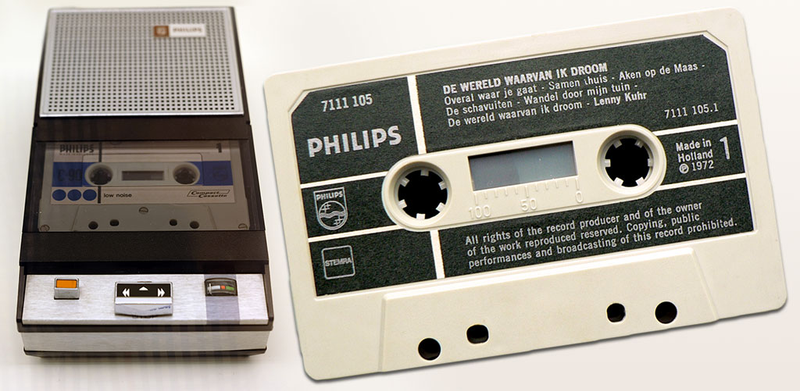 PHILIPS
1
low noise
Compact
Cassette
7111 105
PHILIPS
PHILIPS
STEMRA
DE WERELD WAARVAN IK DROOM
Overal waar je gaat - Samen thuis - Aken op de Maas -
De schavuiten - Wandel door mijn tuin -
De wereld waarvan ik droom - Lenny Kuhr
7111 105.1
Made in
Holland
℗ 1972
1
100 50 0
All rights of the record producer and of the owner
of the work reproduced reserved. Copying, public
performances and broadcasting of this record prohibited.